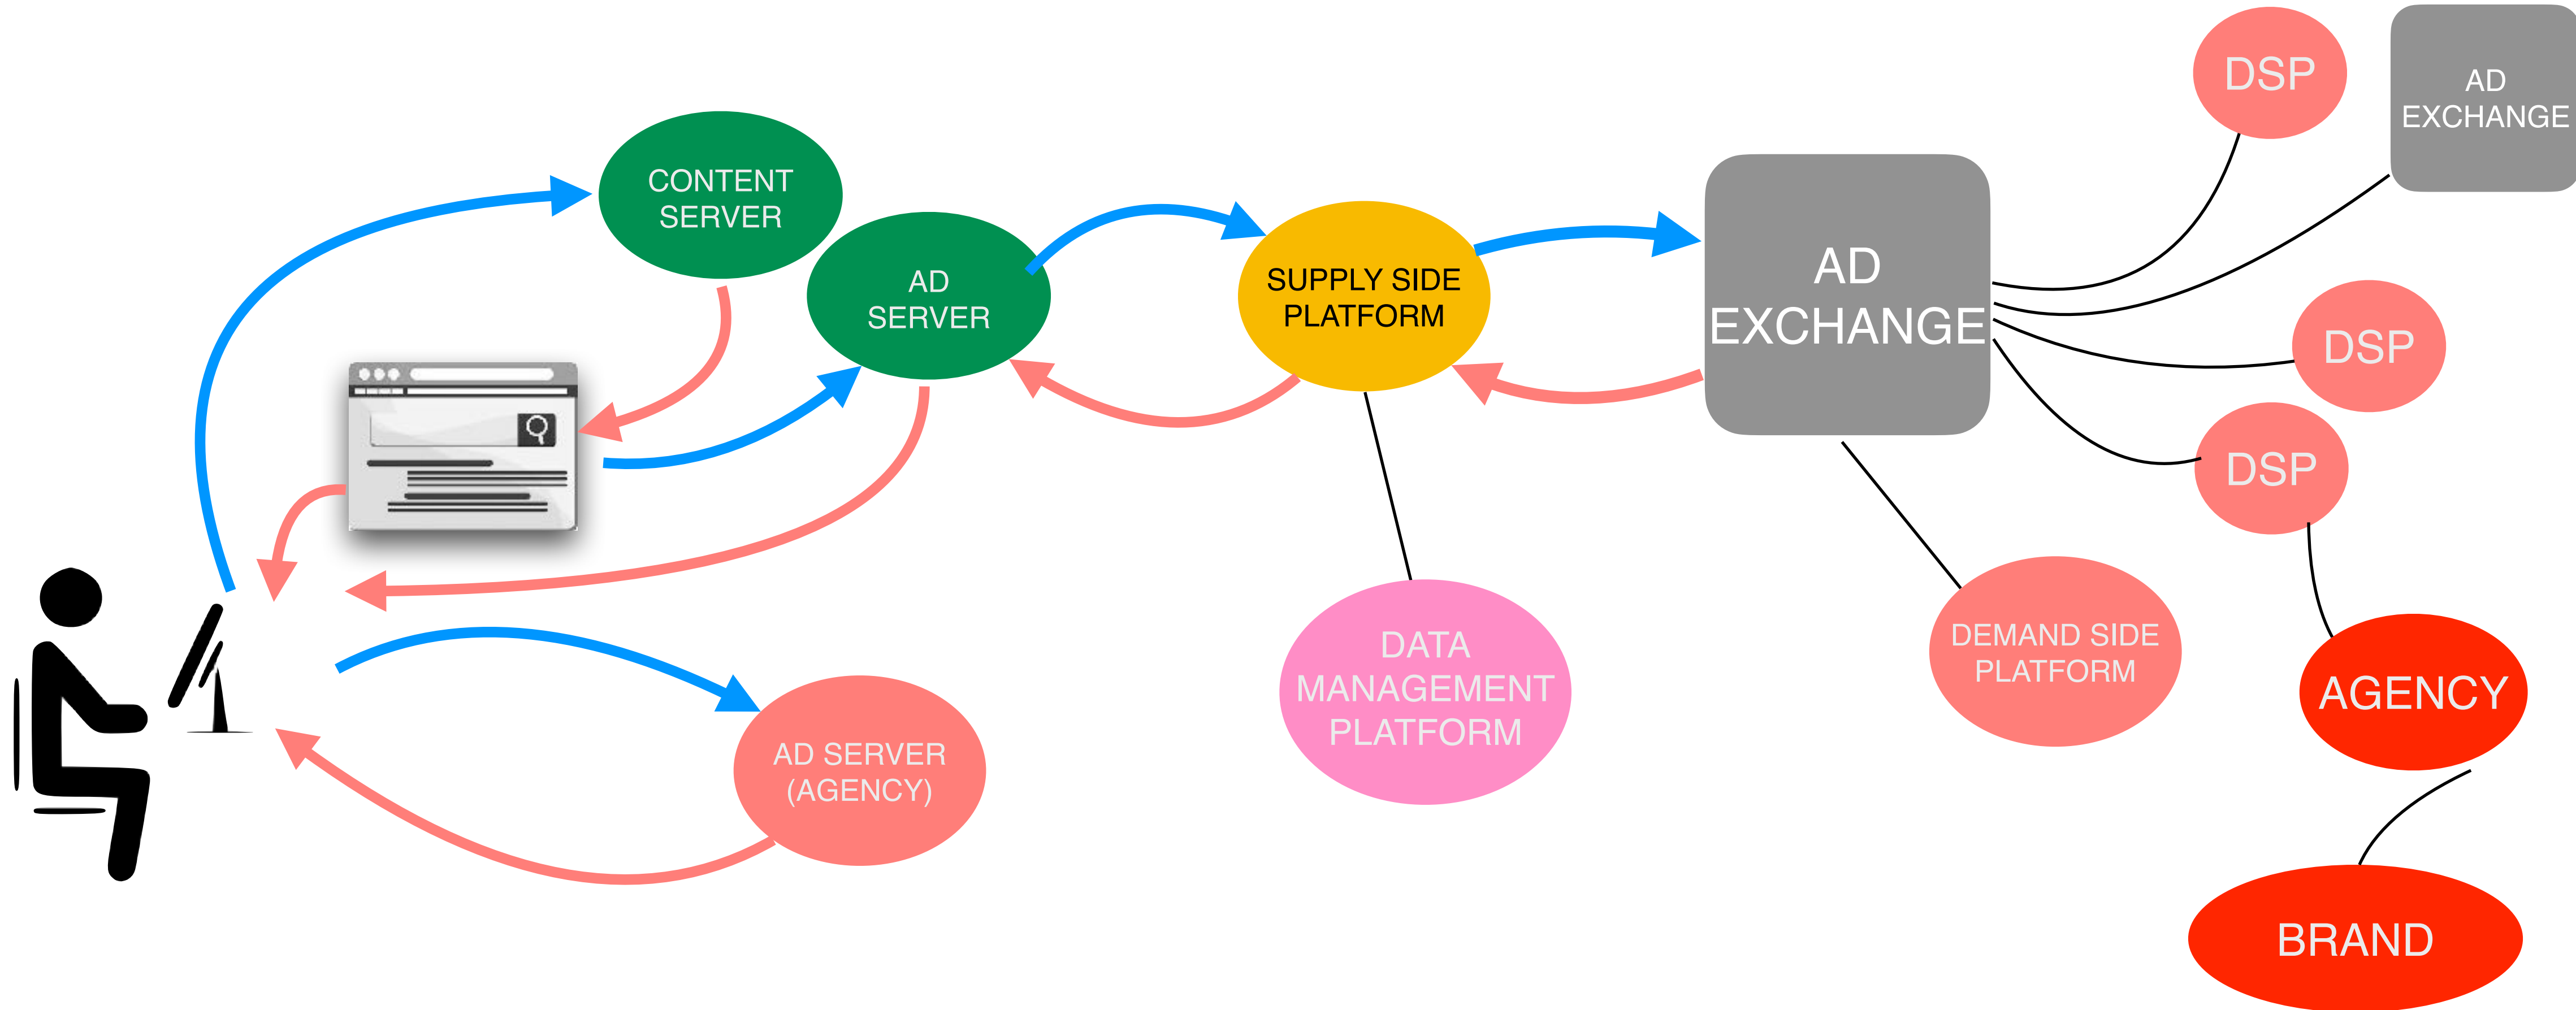 DSP
AD
EXCHANGE
CONTENT
SERVER
AD
SERVER
SUPPLY SIDE
PLATFORM
AD
EXCHANGE
DSP
DSP
DATA
MANAGEMENT
PLATFORM
DEMAND SIDE
PLATFORM
AGENCY
AD SERVER
(AGENCY)
BRAND